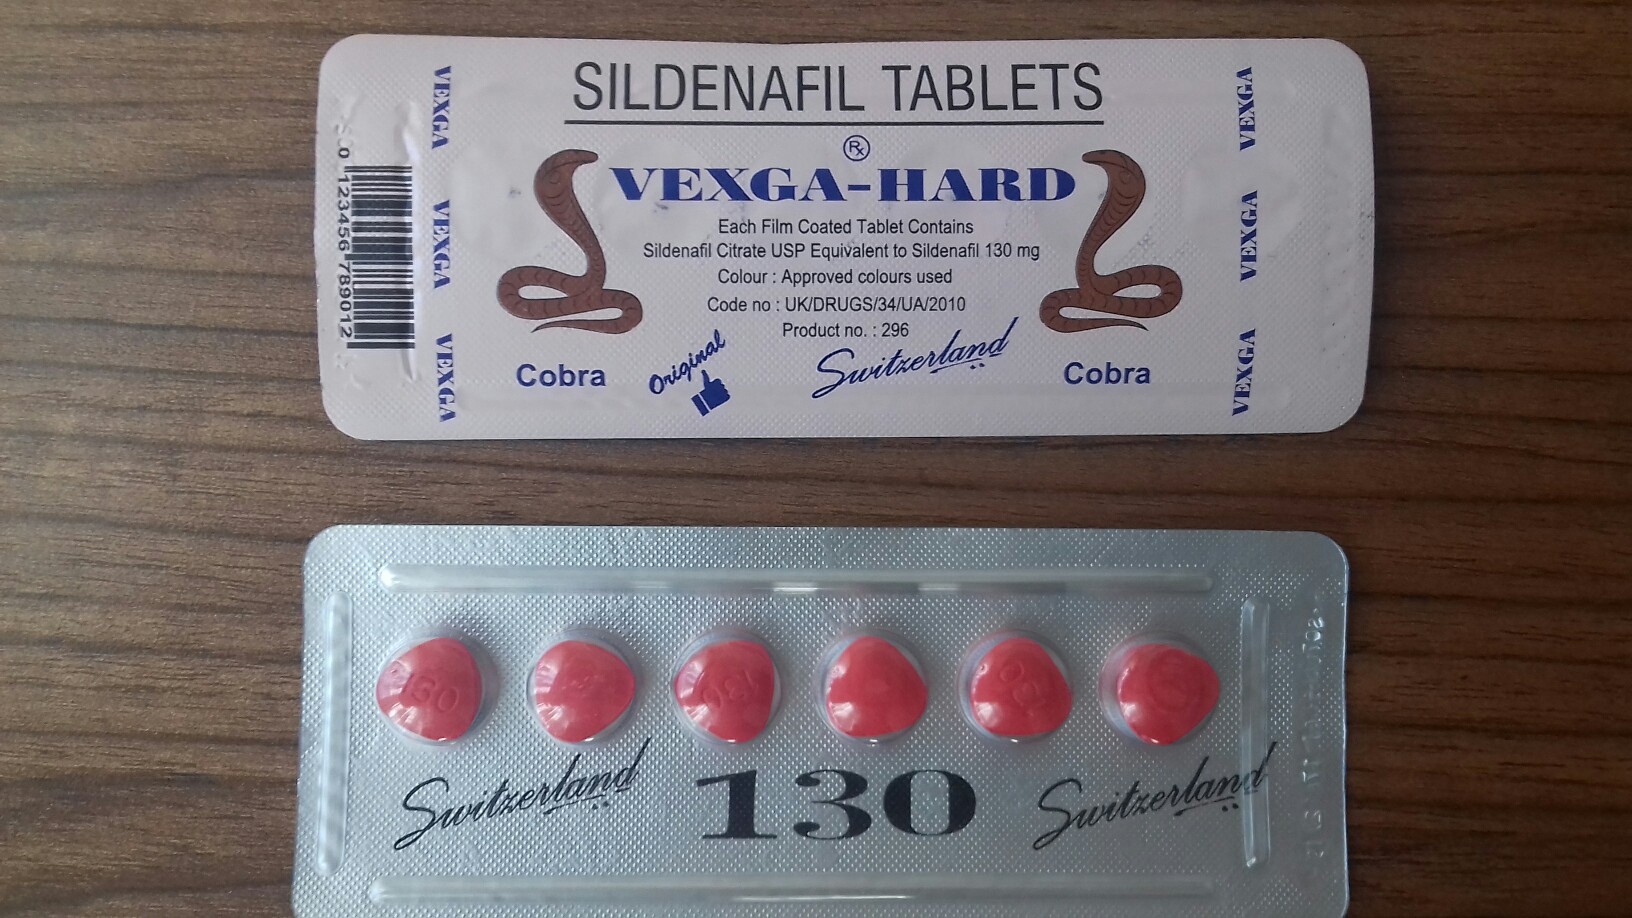 SILDENAFIL TABLETS
Rx
VEXGA-HARD
Each Film Coated Tablet Contains
Sildenafil Citrate USP Equivalent to Sildenafil 130 mg
Colour : Approved colours used
Code no : UK/DRUGS/34/UA/2010
Product no. : 296
Cobra
Original
Switzerland
Cobra
VEXGA
VEXGA
VEXGA
VEXGA
VEXGA
VEXGA
0 123456 789012
130
130
Switzerland
130
Switzerland